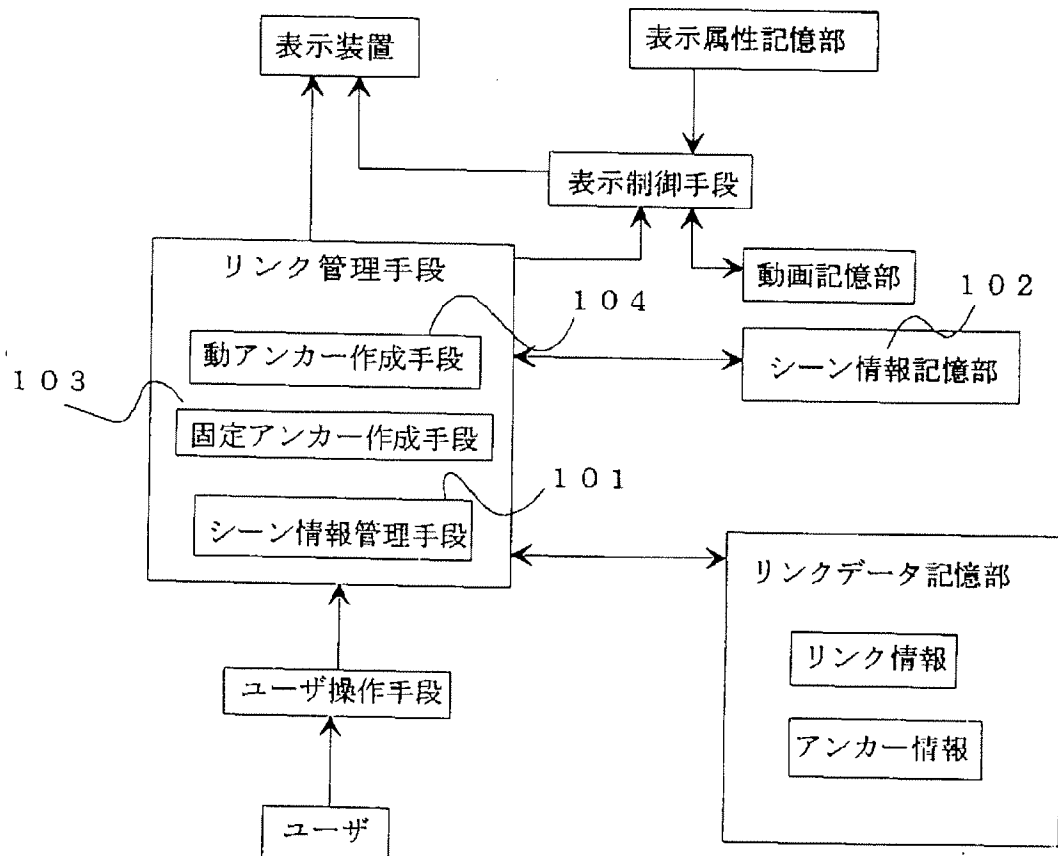 表示装置
表示属性記憶部
表示制御手段
リンク管理手段
動画記憶部
１０２
１０４
動アンカー作成手段
シーン情報記憶部
１０３
固定アンカー作成手段
１０１
シーン情報管理手段
リンクデータ記憶部
リンク情報
ユーザ操作手段
アンカー情報
ユーザ